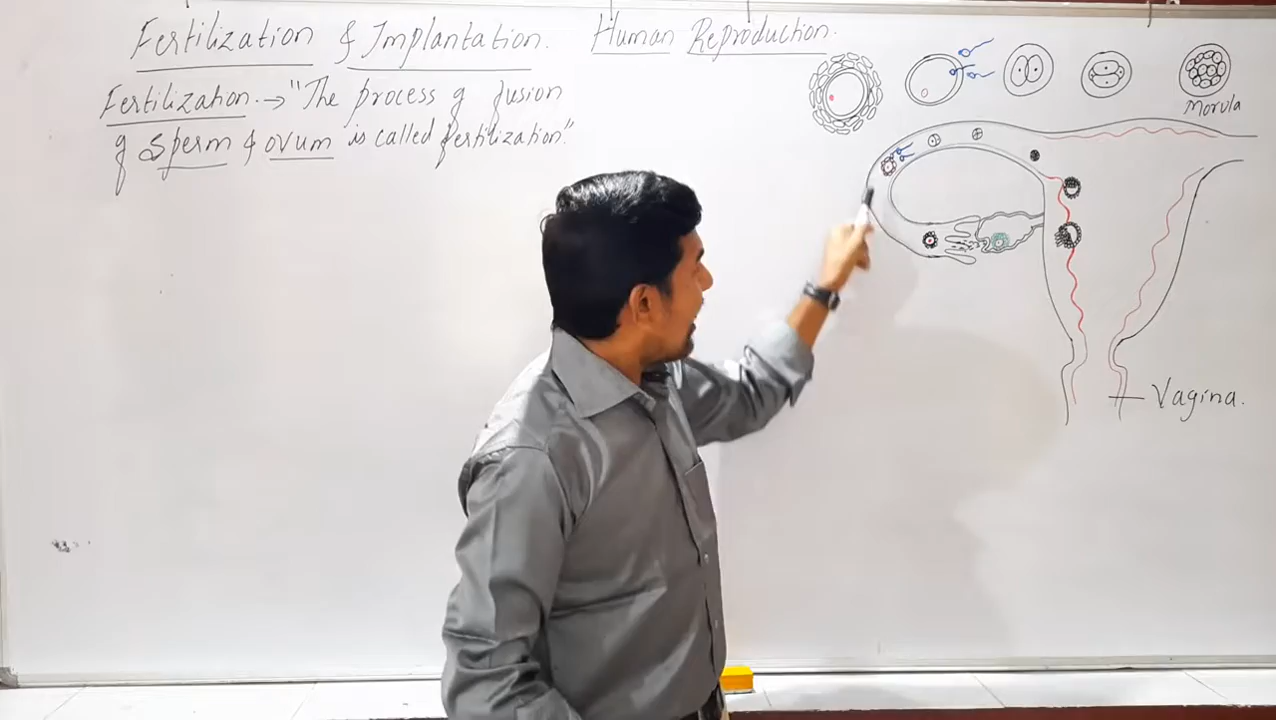 Fertilization & Implantation. Human Reproduction.
Fertilization → "The process of fusion
of sperm & ovum is called fertilization."
Morula
Vagina.